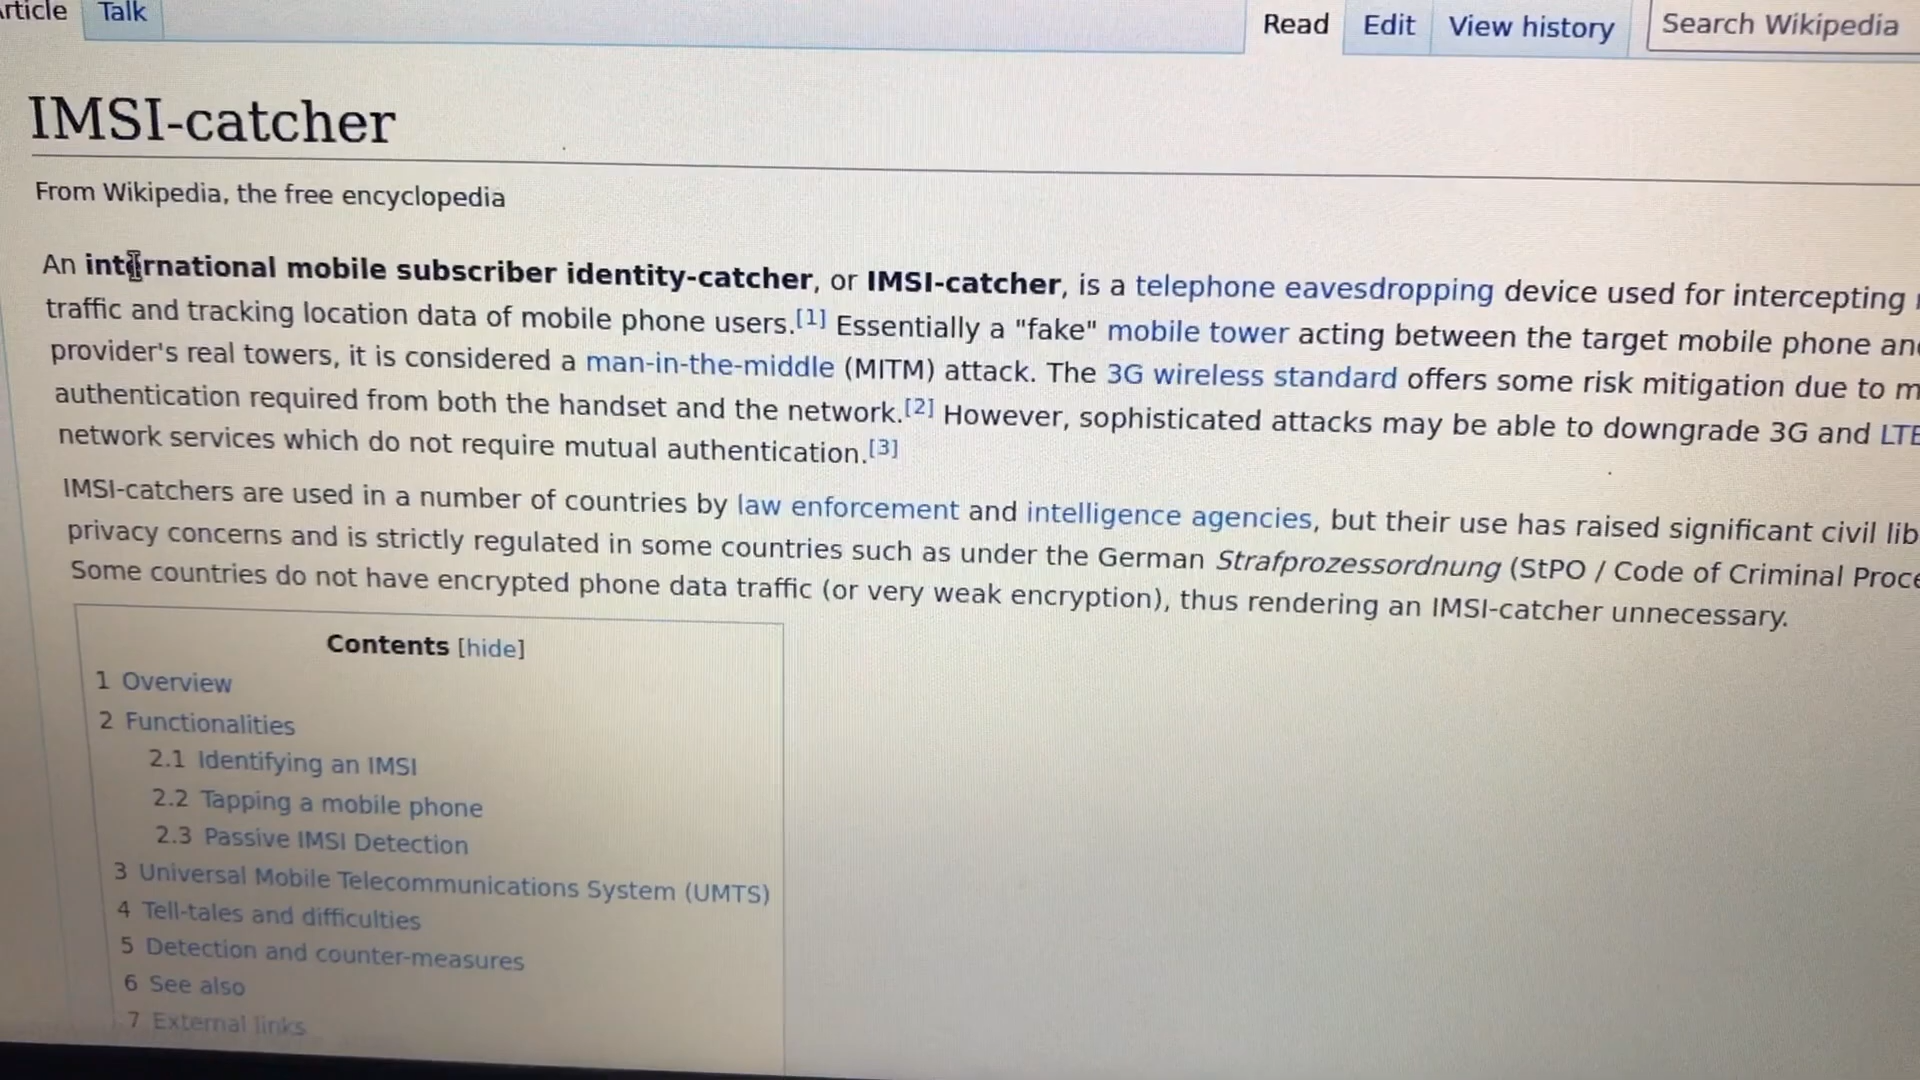 Article Talk Read Edit View history Search Wikipedia
IMSI-catcher
From Wikipedia, the free encyclopedia
An international mobile subscriber identity-catcher, or IMSI-catcher, is a telephone eavesdropping device used for intercepting
traffic and tracking location data of mobile phone users.[1] Essentially a "fake" mobile tower acting between the target mobile phone and
provider's real towers, it is considered a man-in-the-middle (MITM) attack. The 3G wireless standard offers some risk mitigation due to
authentication required from both the handset and the network.[2] However, sophisticated attacks may be able to downgrade 3G and LTE
network services which do not require mutual authentication.[3]
IMSI-catchers are used in a number of countries by law enforcement and intelligence agencies, but their use has raised significant civil lib
privacy concerns and is strictly regulated in some countries such as under the German Strafprozessordnung (StPO / Code of Criminal Proce
Some countries do not have encrypted phone data traffic (or very weak encryption), thus rendering an IMSI-catcher unnecessary.
Contents [hide]
1 Overview
2 Functionalities
2.1 Identifying an IMSI
2.2 Tapping a mobile phone
2.3 Passive IMSI Detection
3 Universal Mobile Telecommunications System (UMTS)
4 Tell-tales and difficulties
5 Detection and counter-measures
6 See also
7 External links